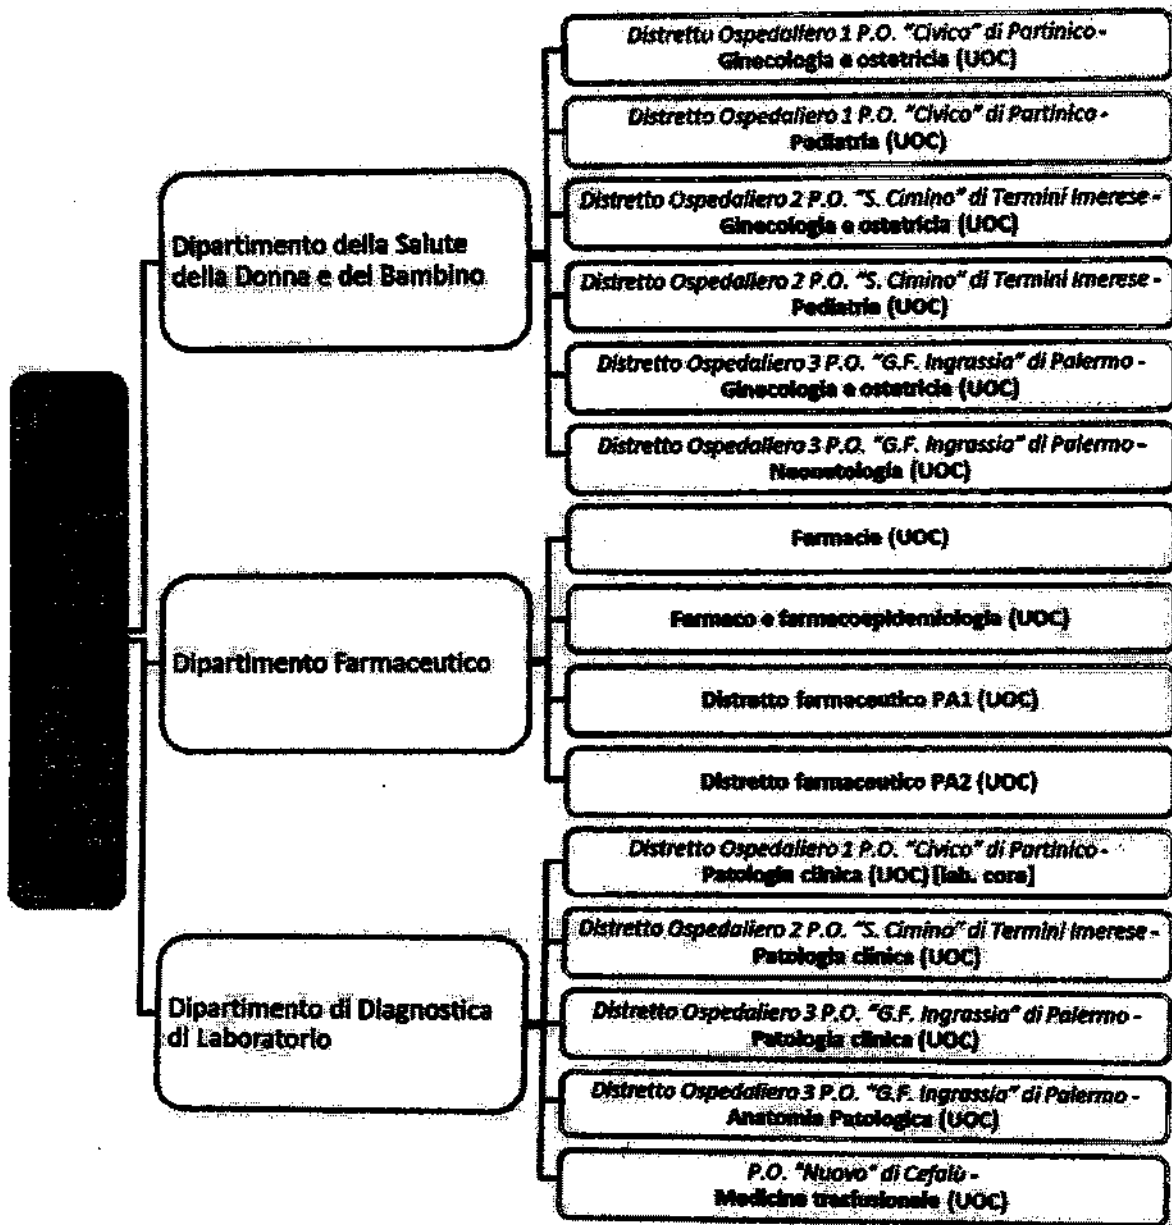 Distretto Ospedaliero 1 P.O. "Civico" di Partinico -
Ginecologia e ostetricia (UOC)
Distretto Ospedaliero 1 P.O. "Civico" di Partinico -
Pediatria (UOC)
Distretto Ospedaliero 2 P.O. "S. Cimino" di Termini Imerese -
Ginecologia e ostetricia (UOC)
Dipartimento della Salute
della Donna e del Bambino
Distretto Ospedaliero 2 P.O. "S. Cimino" di Termini Imerese -
Pediatria (UOC)
Distretto Ospedaliero 3 P.O. "G.F. Ingrassia" di Palermo -
Ginecologia e ostetricia (UOC)
Distretto Ospedaliero 3 P.O. "G.F. Ingrassia" di Palermo -
Neonatologia (UOC)
Farmacie (UOC)
Farmaco e farmacoepidemiologia (UOC)
Dipartimento Farmaceutico
Distretto farmaceutico PA1 (UOC)
Distretto farmaceutico PA2 (UOC)
Distretto Ospedaliero 1 P.O. "Civico" di Partinico -
Patologia clinica (UOC) [lab. core]
Distretto Ospedaliero 2 P.O. "S. Cimino" di Termini Imerese -
Patologia clinica (UOC)
Dipartimento di Diagnostica
di Laboratorio
Distretto Ospedaliero 3 P.O. "G.F. Ingrassia" di Palermo -
Patologia clinica (UOC)
Distretto Ospedaliero 3 P.O. "G.F. Ingrassia" di Palermo -
Anatomia Patologica (UOC)
P.O. "Nuovo" di Cefalù -
Medicina trasfusionale (UOC)